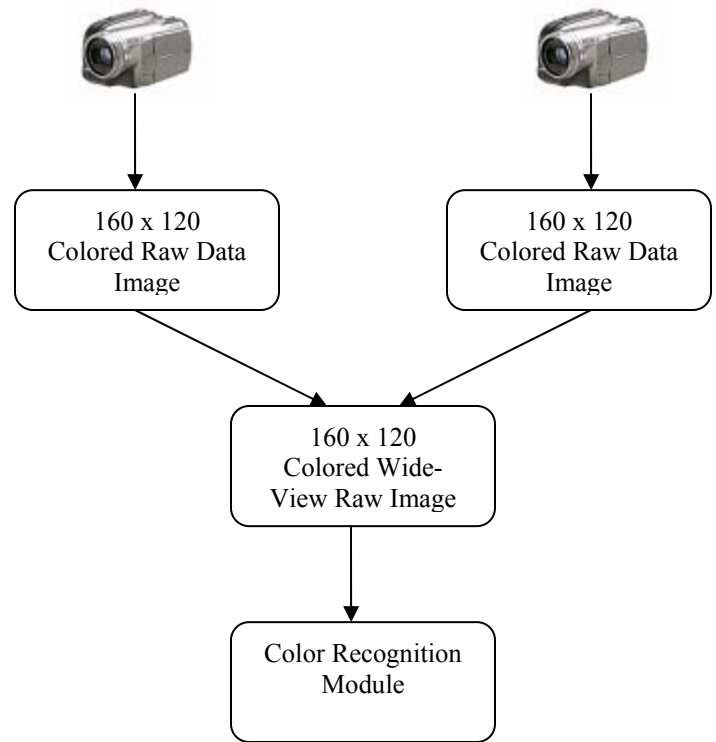 160 x 120
Colored Raw Data
Image
160 x 120
Colored Raw Data
Image
160 x 120
Colored Wide-
View Raw Image
Color Recognition
Module